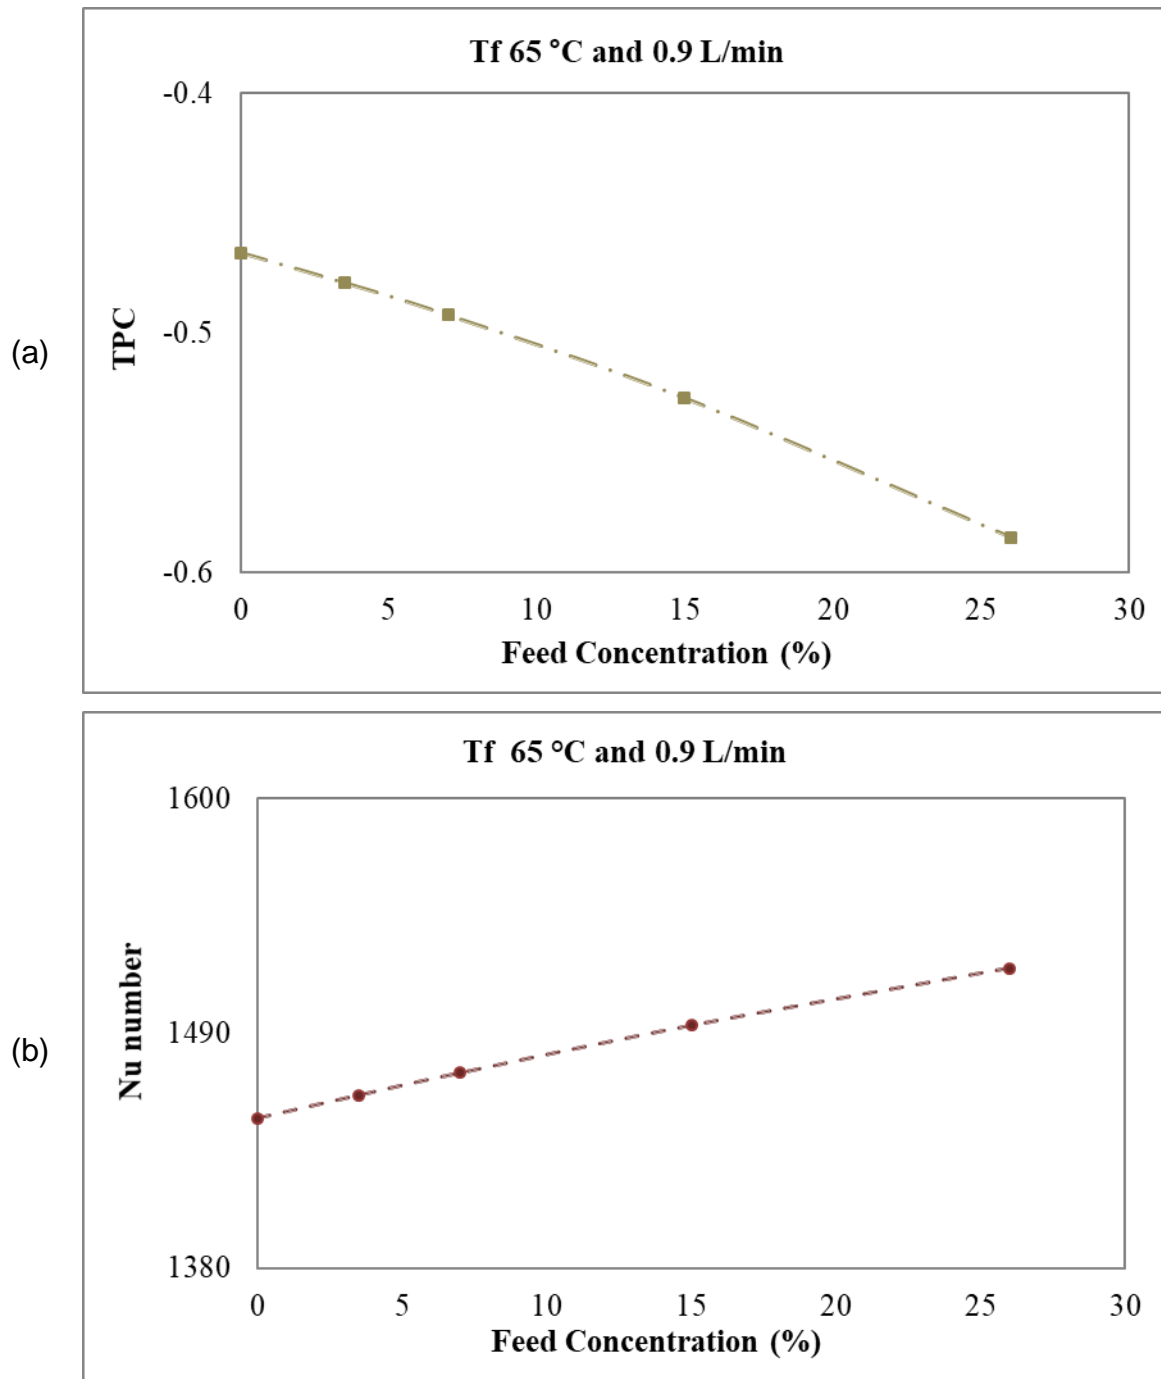 Tf 65 °C and 0.9 L/min
-0.4
-0.5
-0.6
TPC
(a)
0 5 10 15 20 25 30
Feed Concentration (%)
Tf 65 °C and 0.9 L/min
1600
1490
1380
Nu number
(b)
0 5 10 15 20 25 30
Feed Concentration (%)